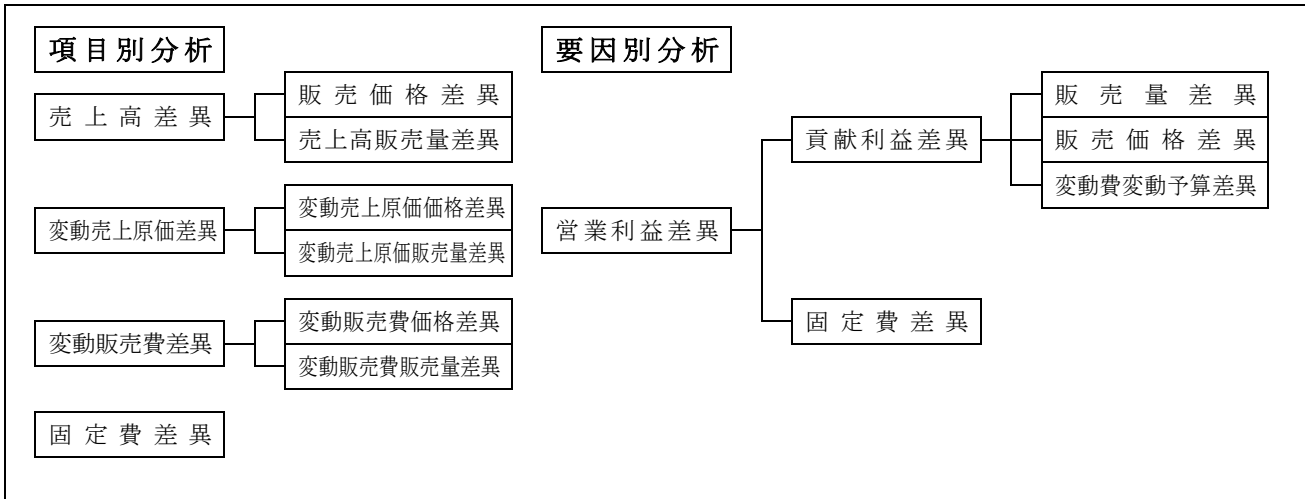 項目別分析
売上高差異
販売価格差異
売上高販売量差異
変動売上原価差異
変動売上原価価格差異
変動売上原価販売量差異
変動販売費差異
変動販売費価格差異
変動販売費販売量差異
固定費差異
要因別分析
営業利益差異
貢献利益差異
販売量差異
販売価格差異
変動費変動予算差異
固定費差異